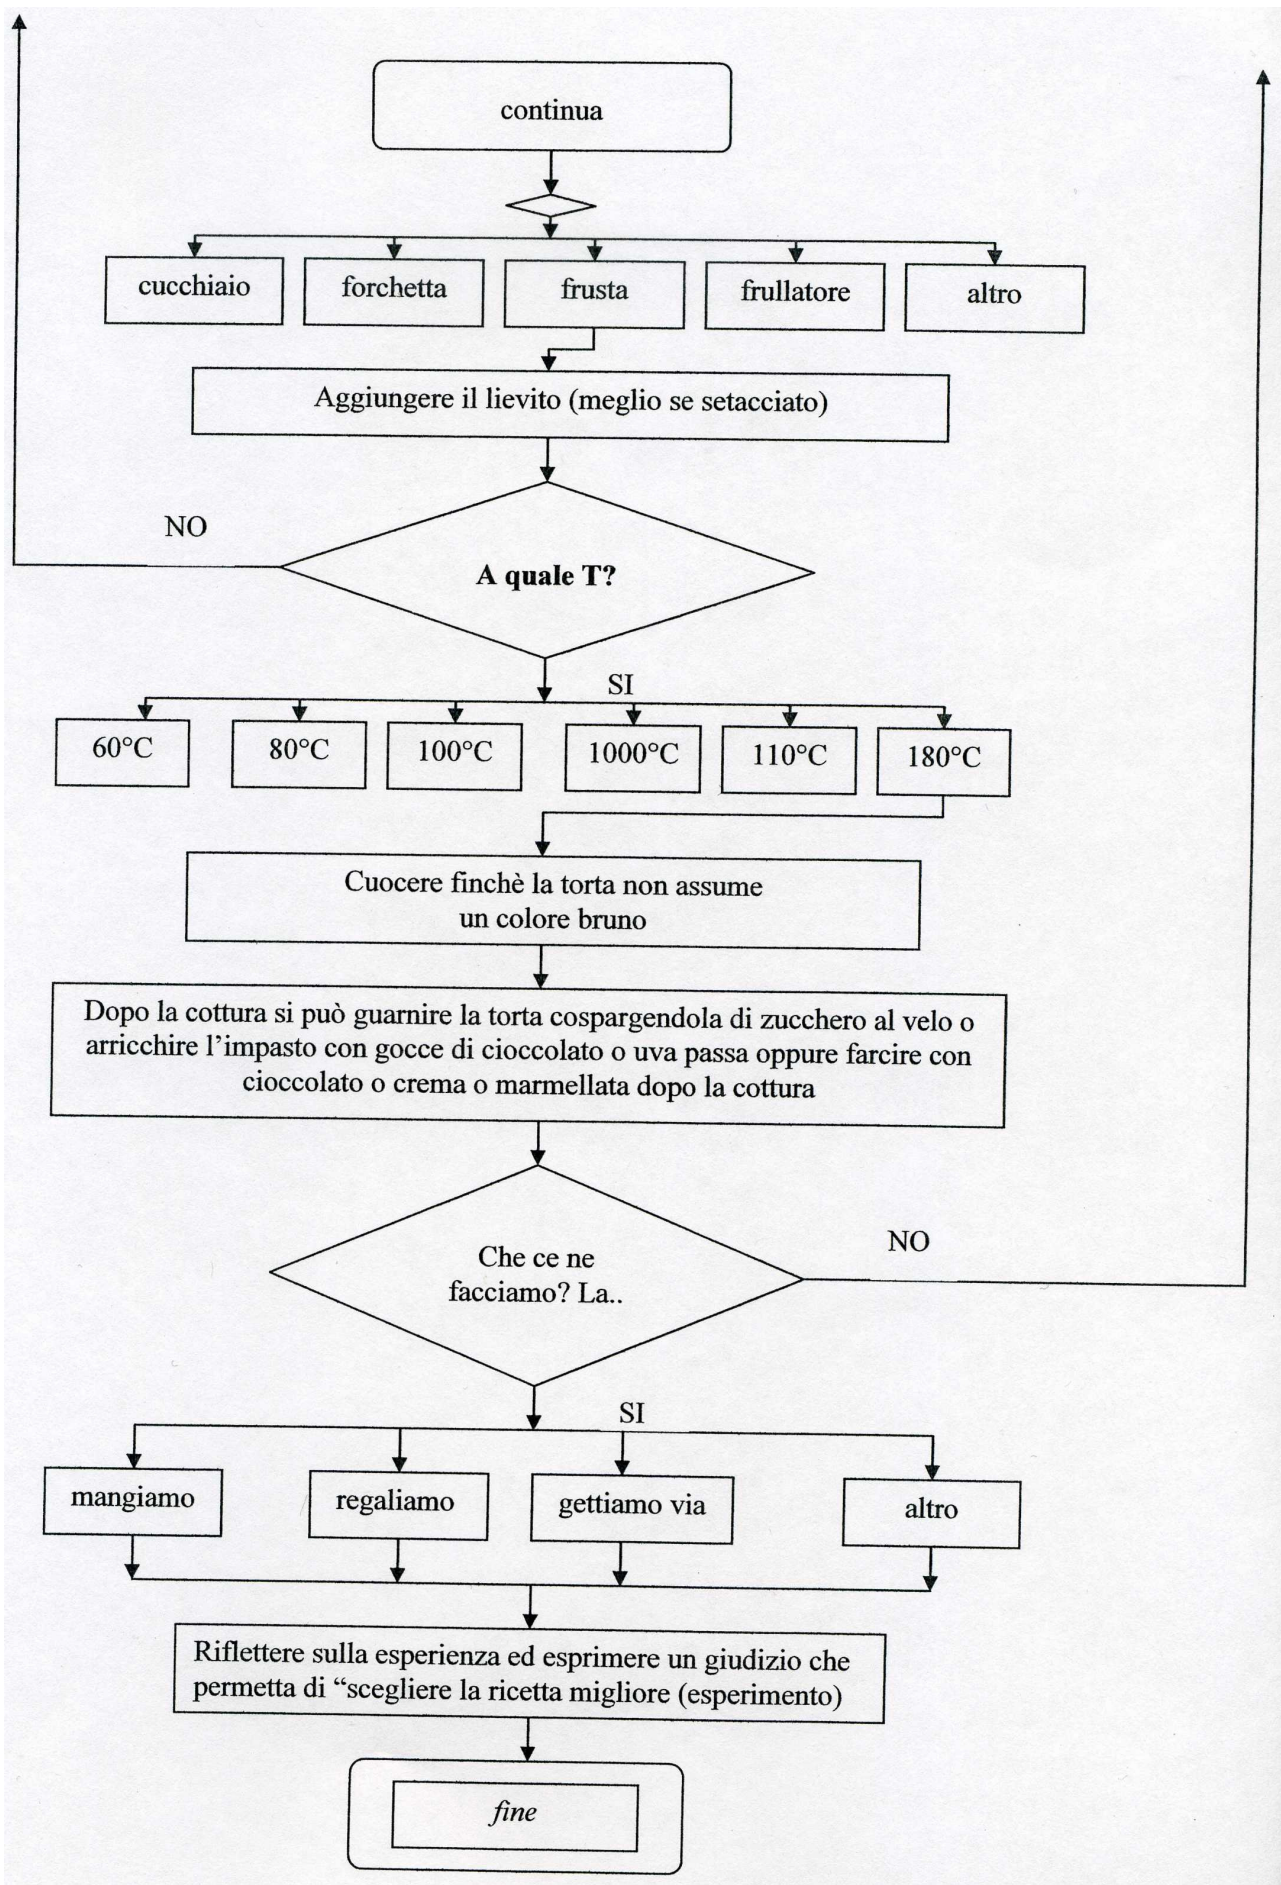 continua
cucchiaio
forchetta
frusta
frullatore
altro
Aggiungere il lievito (meglio se setacciato)
NO
A quale T?
SI
60°C
80°C
100°C
1000°C
110°C
180°C
Cuocere finchè la torta non assume
un colore bruno
Dopo la cottura si può guarnire la torta cospargendola di zucchero al velo o
arricchire l’impasto con gocce di cioccolato o uva passa oppure farcire con
cioccolato o crema o marmellata dopo la cottura
NO
Che ce ne
facciamo? La..
SI
mangiamo
regaliamo
gettiamo via
altro
Riflettere sulla esperienza ed esprimere un giudizio che
permetta di “scegliere la ricetta migliore (esperimento)
fine